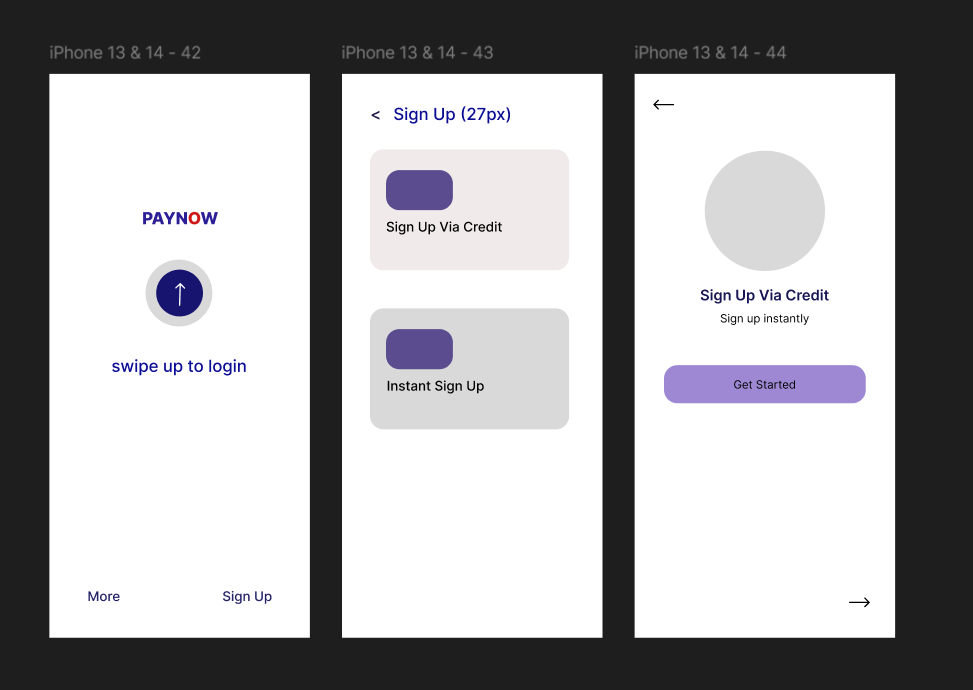 iPhone 13 & 14 - 42
PAYNOW
swipe up to login
More
Sign Up
iPhone 13 & 14 - 43
< Sign Up (27px)
Sign Up Via Credit
Instant Sign Up
iPhone 13 & 14 - 44
Sign Up Via Credit
Sign up instantly
Get Started